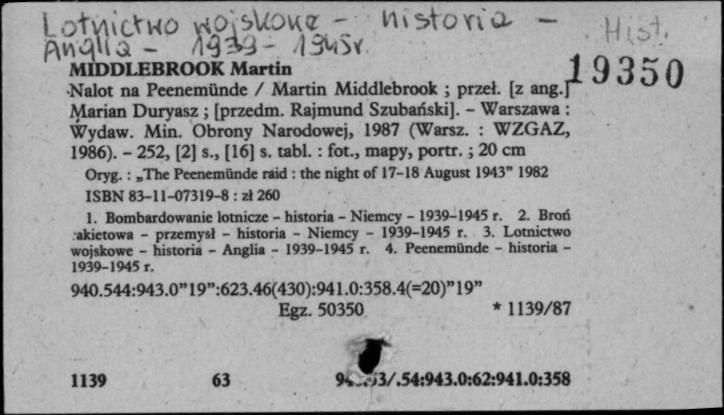 Lotnictwo wojskowe - historia -
Anglia - 1939 - 1945r.
Hist.
19350
MIDDLEBROOK Martin
Nalot na Peenemünde / Martin Middlebrook ; przeł. [z ang.]
Marian Duryasz ; [przedm. Rajmund Szubański]. – Warszawa :
Wydaw. Min. Obrony Narodowej, 1987 (Warsz. : WZGAZ,
1986). – 252, [2] s., [16] s. tabl. : fot., mapy, portr. ; 20 cm
Oryg. : „The Peenemünde raid : the night of 17–18 August 1943” 1982
ISBN 83–11–07319–8 : zł 260
1. Bombardowanie lotnicze – historia – Niemcy – 1939–1945 r. 2. Broń
rakietowa – przemysł – historia – Niemcy – 1939–1945 r. 3. Lotnictwo
wojskowe – historia – Anglia – 1939–1945 r. 4. Peenemünde – historia –
1939–1945 r.
940.544:943.0”19”:623.46(430):941.0:358.4(=20)”19”
Egz. 50350 * 1139/87
1139 63 /.54:943.0:62:941.0:358